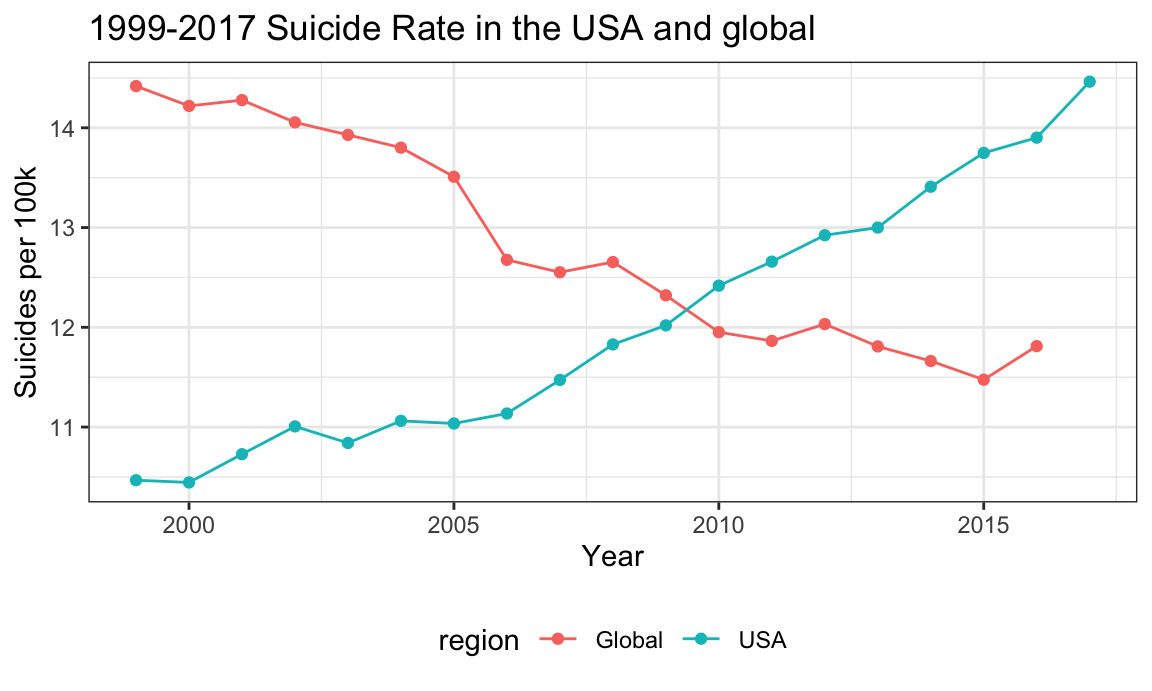 1999-2017 Suicide Rate in the USA and global
Suicides per 100k
14
13
12
11
2000 2005 2010 2015
Year
region Global USA